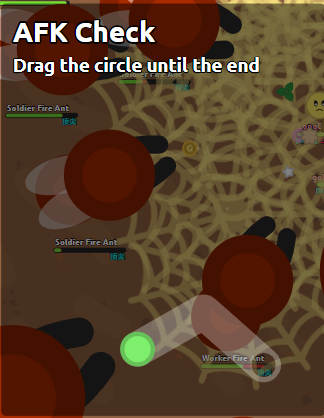 AFK Check
Drag the circle until the end
Soldier Fire Ant
Soldier Fire Ant
Soldier Fire Ant
Worker Fire Ant